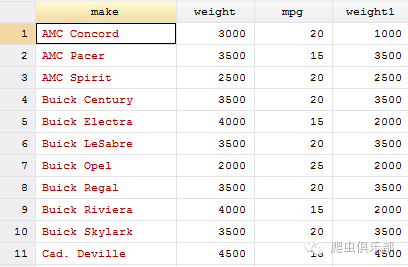 make weight mpg weight1
1 AMC Concord 3000 20 1000
2 AMC Pacer 3500 15 3500
3 AMC Spirit 2500 20 2500
4 Buick Century 3500 20 3500
5 Buick Electra 4000 15 2000
6 Buick LeSabre 3500 20 3500
7 Buick Opel 2000 25 2000
8 Buick Regal 3500 20 3500
9 Buick Riviera 4000 15 2000
10 Buick Skylark 3500 20 3500
11 Cad. Deville 4500 15 4500
爬虫俱乐部